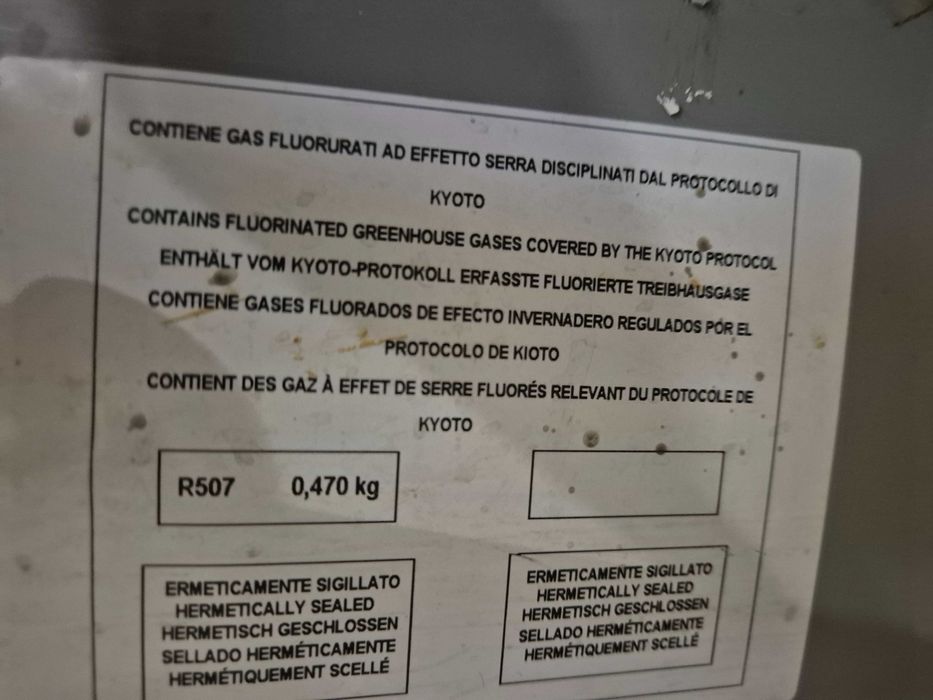 CONTIENE GAS FLUORURATI AD EFFETTO SERRA DISCIPLINATI DAL PROTOCOLLO DI
KYOTO
CONTAINS FLUORINATED GREENHOUSE GASES COVERED BY THE KYOTO PROTOCOL
ENTHÄLT VOM KYOTO-PROTOKOLL ERFASSTE FLUORIERTE TREIBHAUSGASE
CONTIENE GASES FLUORADOS DE EFECTO INVERNADERO REGULADOS POR EL
PROTOCOLO DE KIOTO
CONTIENT DES GAZ À EFFET DE SERRE FLUORÉS RELEVANT DU PROTOCOLE DE
KYOTO
R507 0,470 kg
ERMETICAMENTE SIGILLATO
HERMETICALLY SEALED
HERMETISCH GESCHLOSSEN
SELLADO HERMÉTICAMENTE
HERMÉTIQUEMENT SCELLÉ
ERMETICAMENTE SIGILLATO
HERMETICALLY SEALED
HERMETISCH GESCHLOSSEN
SELLADO HERMÉTICAMENTE
HERMÉTIQUEMENT SCELLÉ